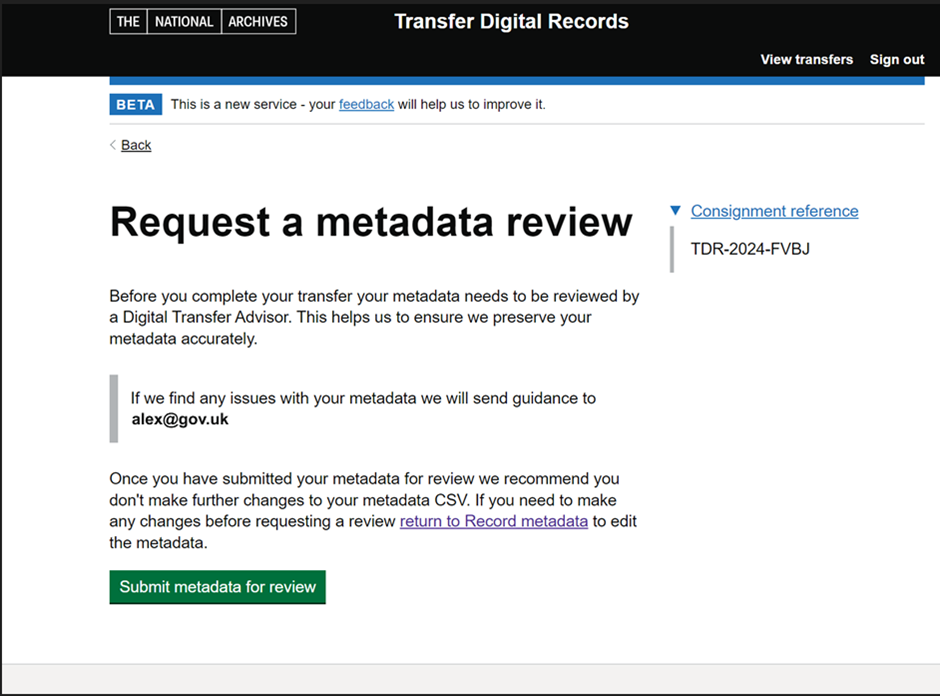 THE NATIONAL ARCHIVES
Transfer Digital Records
View transfers Sign out
BETA This is a new service - your feedback will help us to improve it.
Back
Request a metadata review
Consignment reference
TDR-2024-FVBJ
Before you complete your transfer your metadata needs to be reviewed by
a Digital Transfer Advisor. This helps us to ensure we preserve your
metadata accurately.
If we find any issues with your metadata we will send guidance to
alex@gov.uk
Once you have submitted your metadata for review we recommend you
don't make further changes to your metadata CSV. If you need to make
any changes before requesting a review return to Record metadata to edit
the metadata.
Submit metadata for review